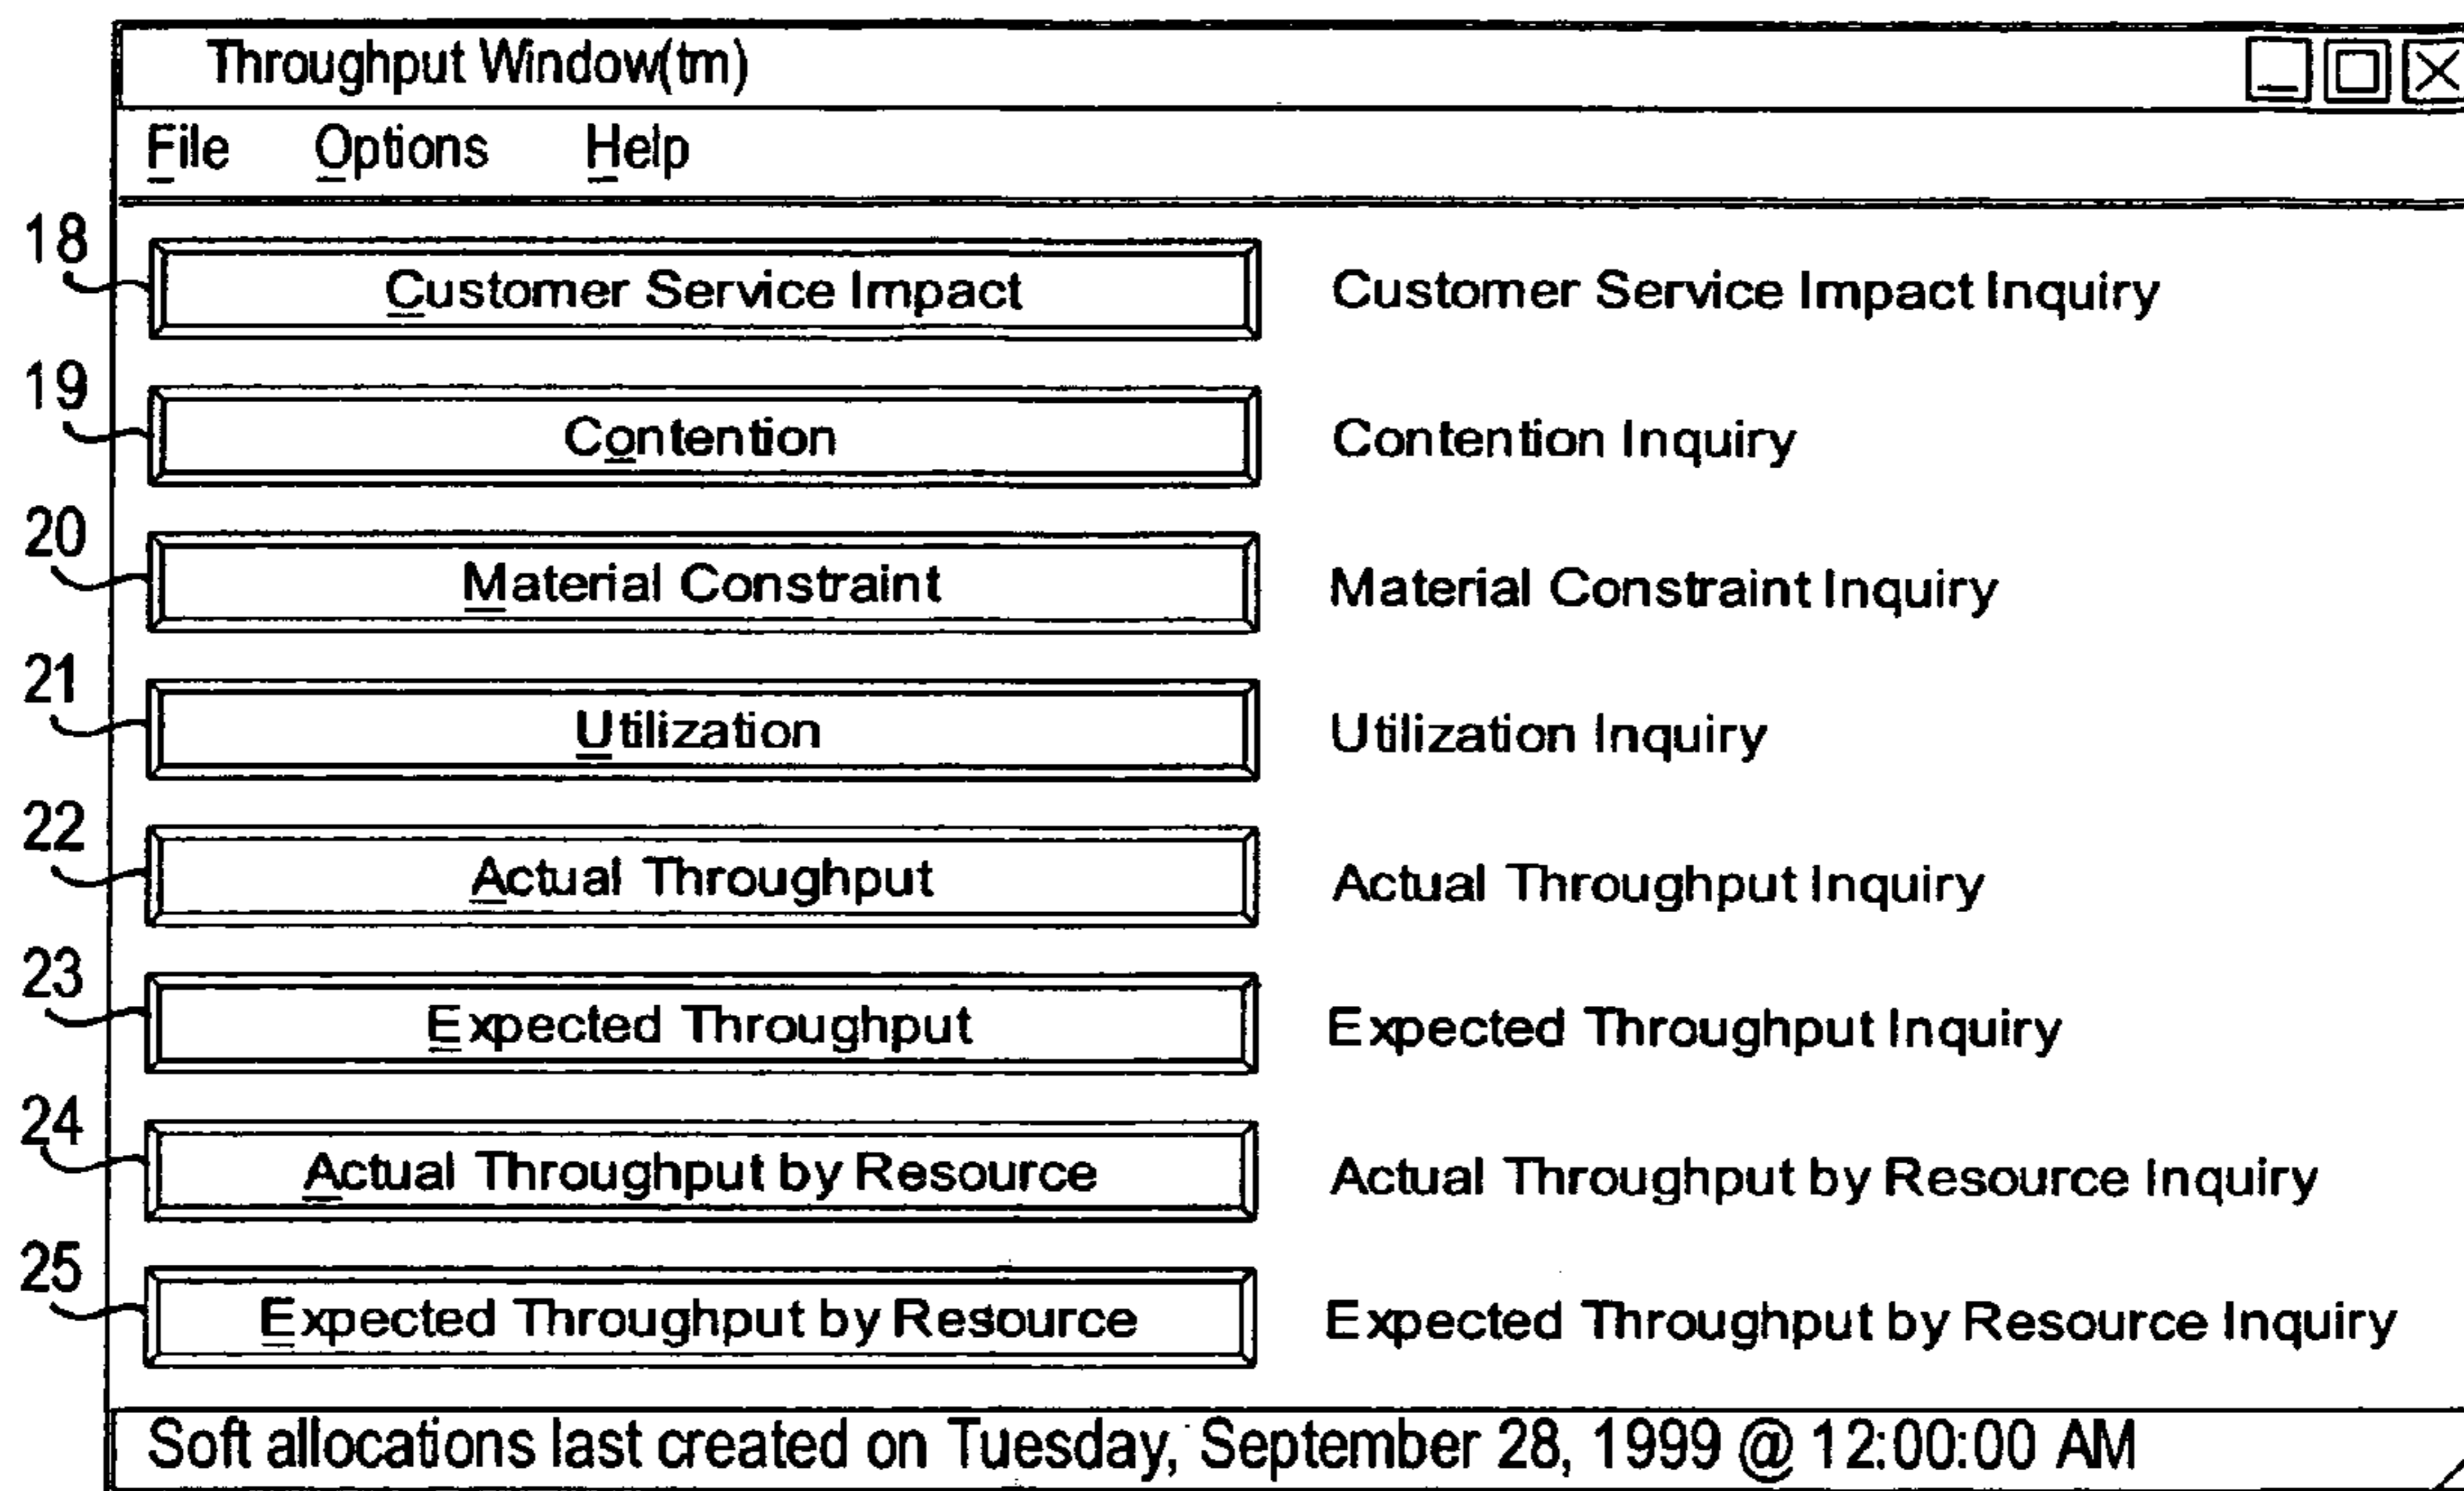 Throughput Window(tm)
File Options Help
18
Customer Service Impact Customer Service Impact Inquiry
19
Contention Contention Inquiry
20
Material Constraint Material Constraint Inquiry
21
Utilization Utilization Inquiry
22
Actual Throughput Actual Throughput Inquiry
23
Expected Throughput Expected Throughput Inquiry
24
Actual Throughput by Resource Actual Throughput by Resource Inquiry
25
Expected Throughput by Resource Expected Throughput by Resource Inquiry
Soft allocations last created on Tuesday, September 28, 1999 @ 12:00:00 AM